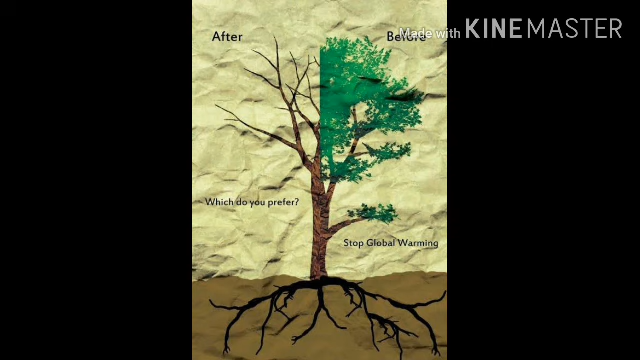 After
Before
Made with KINEMASTER
Which do you prefer?
Stop Global Warming